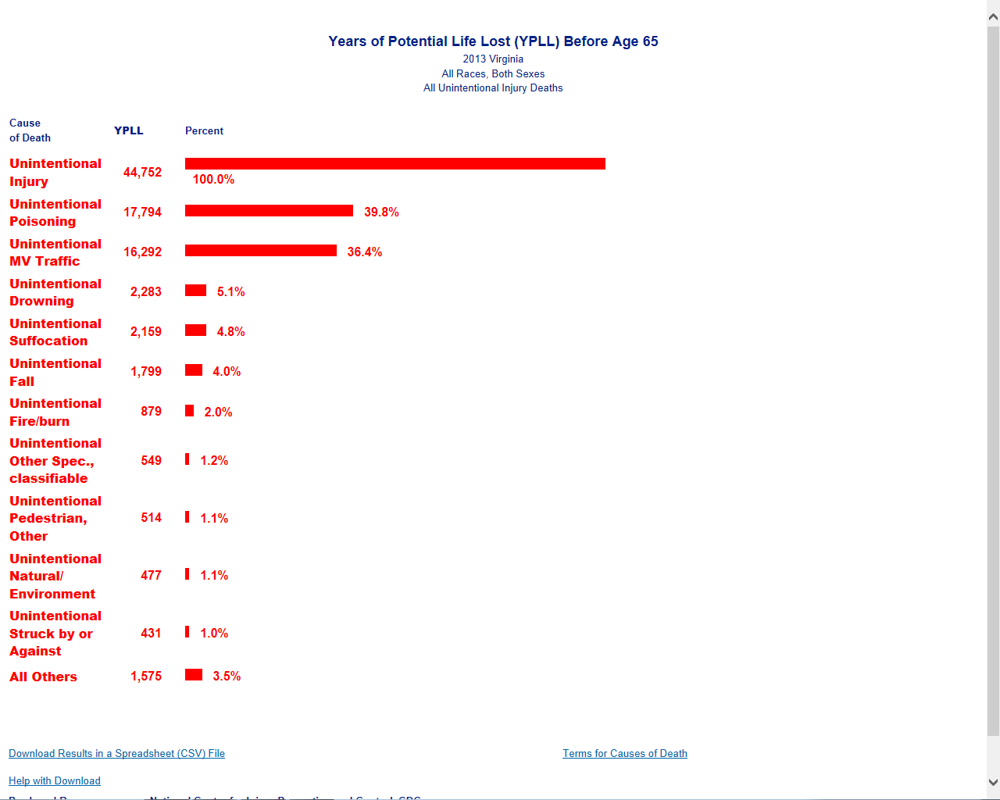 Years of Potential Life Lost (YPLL) Before Age 65
2013 Virginia
All Races, Both Sexes
All Unintentional Injury Deaths
Cause
of Death
YPLL
Percent
Unintentional
Injury
44,752
100.0%
Unintentional
Poisoning
17,794
39.8%
Unintentional
MV Traffic
16,292
36.4%
Unintentional
Drowning
2,283
5.1%
Unintentional
Suffocation
2,159
4.8%
Unintentional
Fall
1,799
4.0%
Unintentional
Fire/burn
879
2.0%
Unintentional
Other Spec.,
classifiable
549
1.2%
Unintentional
Pedestrian,
Other
514
1.1%
Unintentional
Natural/
Environment
477
1.1%
Unintentional
Struck by or
Against
431
1.0%
All Others
1,575
3.5%
Download Results in a Spreadsheet (CSV) File
Terms for Causes of Death
Help with Download